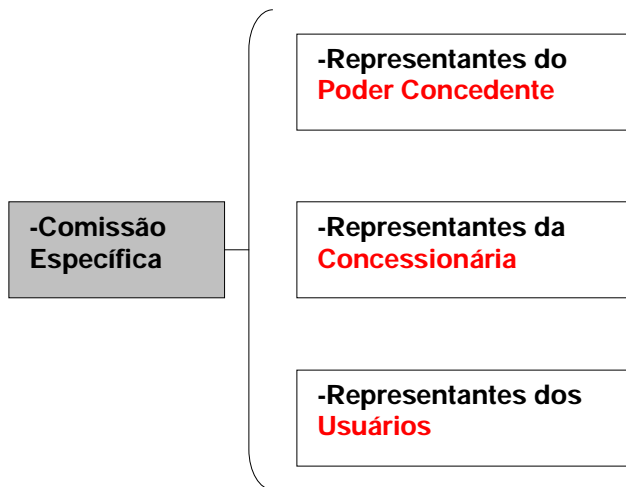 -Comissão
Específica
-Representantes do
Poder Concedente
-Representantes da
Concessionária
-Representantes dos
Usuários